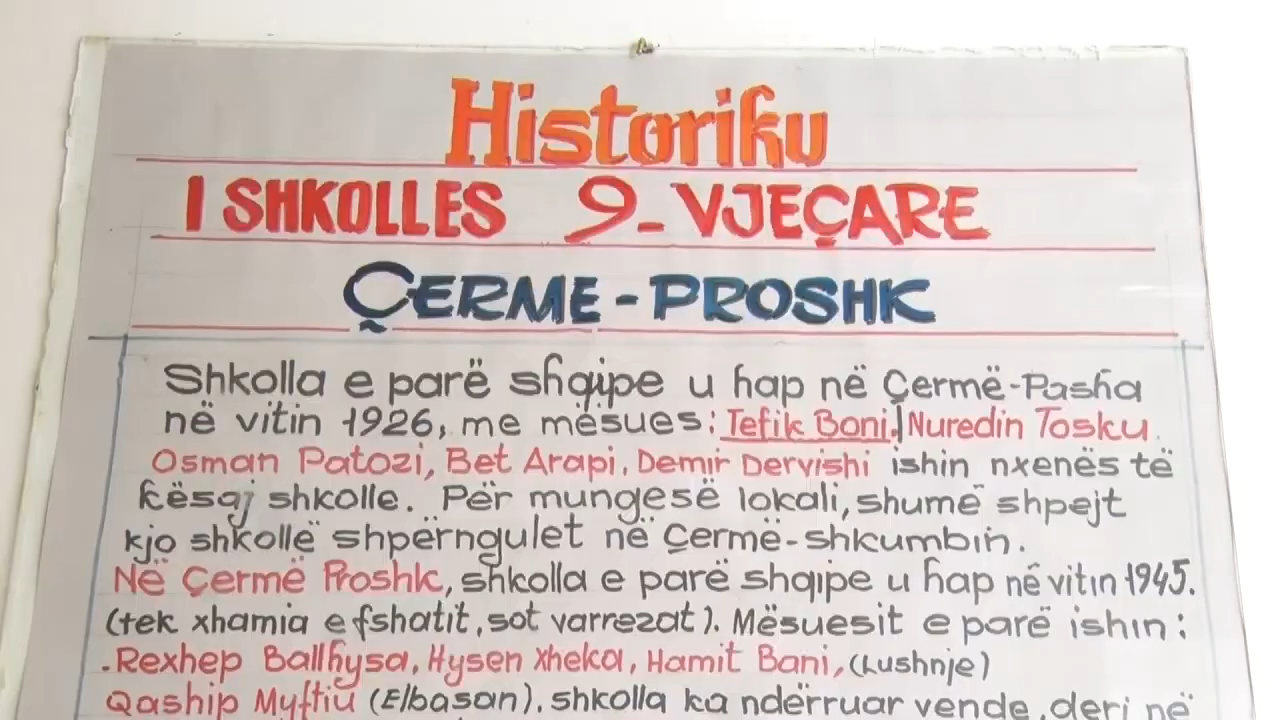 Historiku
I SHKOLLES 9-VJEÇARE
ÇERME-PROSHK
Shkolla e parë shqipe u hap në Çermë-Pasha
në vitin 1926, me mësues: Tefik Boni, Nuredin Tosku.
Osman Patozi, Bet Arapi, Demir Dervishi ishin nxenës të
kësaj shkolle. Për mungesë lokali, shumë shpejt
kjo shkollë shpërngulet në Çermë-shkumbin.
Në Çermë Proshk, shkolla e parë shqipe u hap në vitin 1945.
(tek xhamia e fshatit, sot varrezat). Mësuesit e parë ishin:
.Rexhep Ballhysa, Hysen Xheka, Hamit Bani, (Lushnje)
Qaship Myftiu (Elbasan), shkolla ka ndërruar vende, deri në